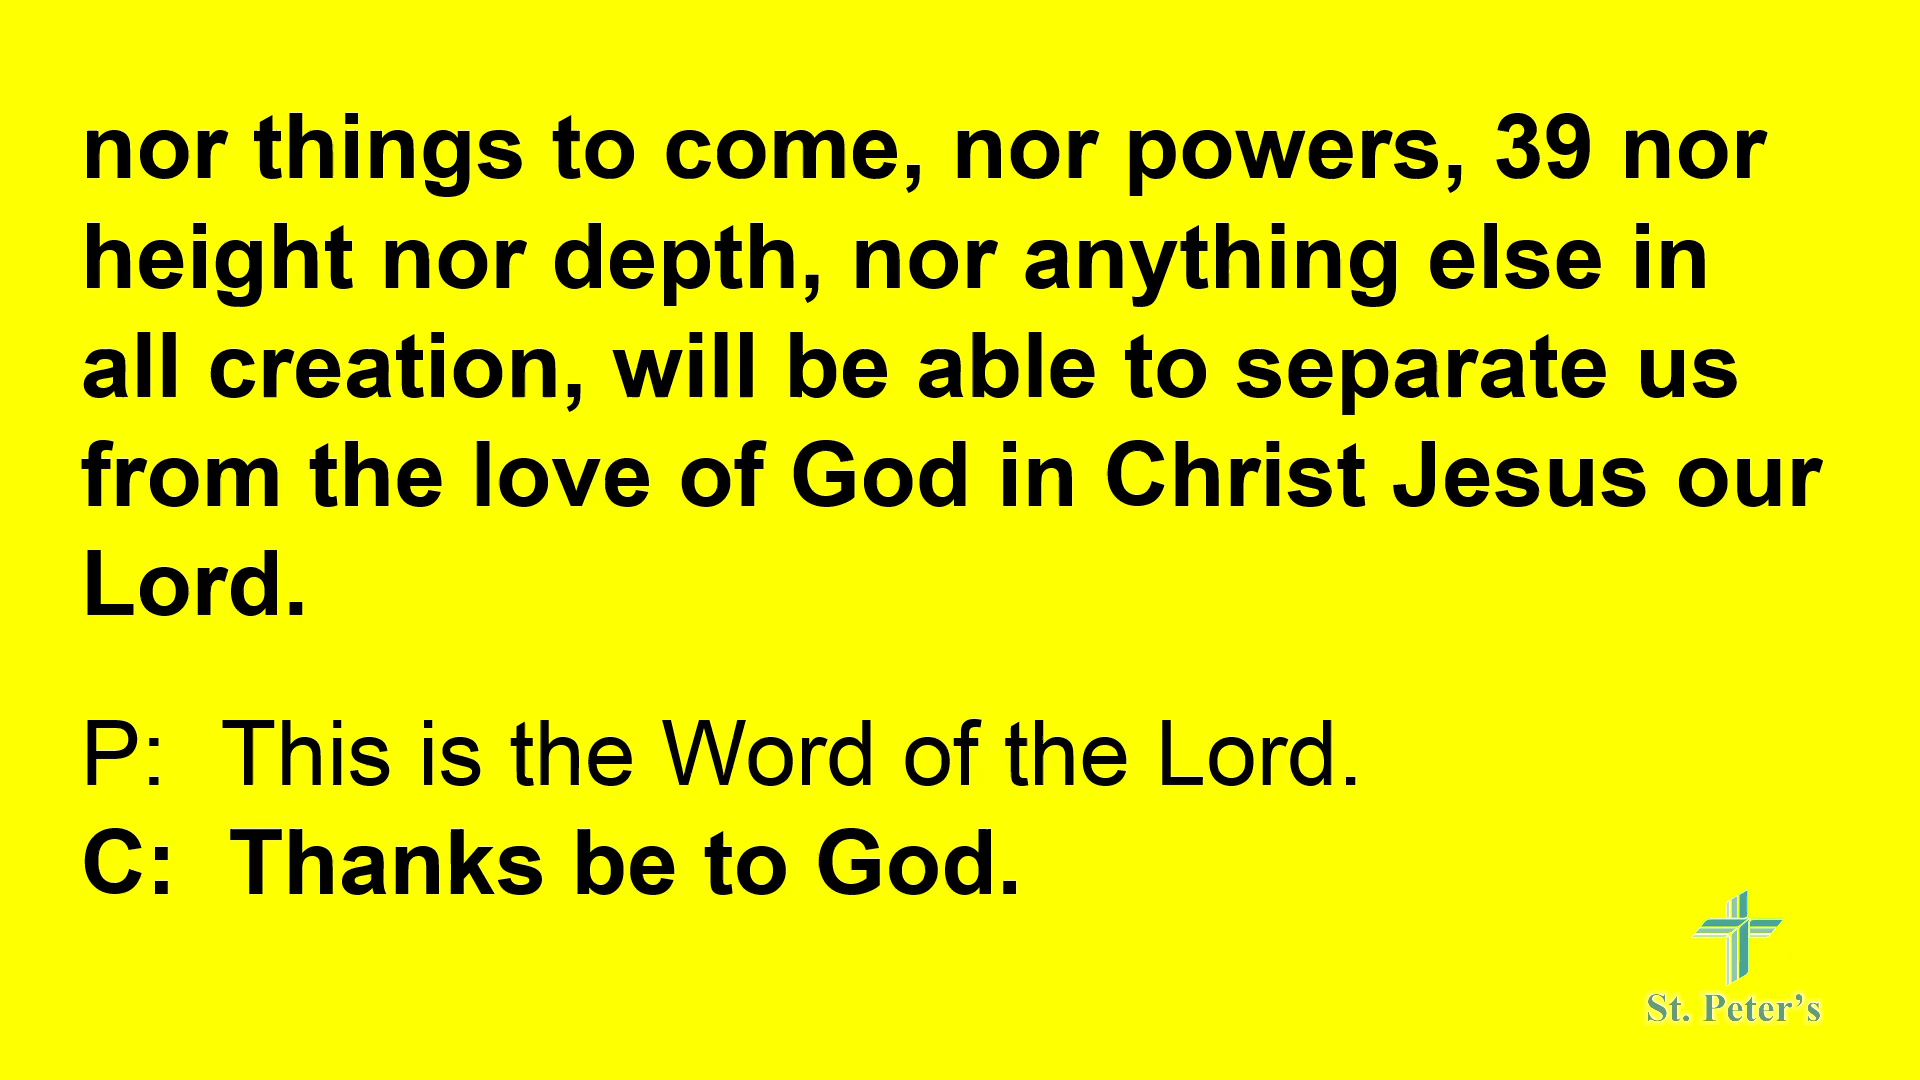 nor things to come, nor powers, 39 nor
height nor depth, nor anything else in
all creation, will be able to separate us
from the love of God in Christ Jesus our
Lord.
P: This is the Word of the Lord.
C: Thanks be to God.
St. Peter’s